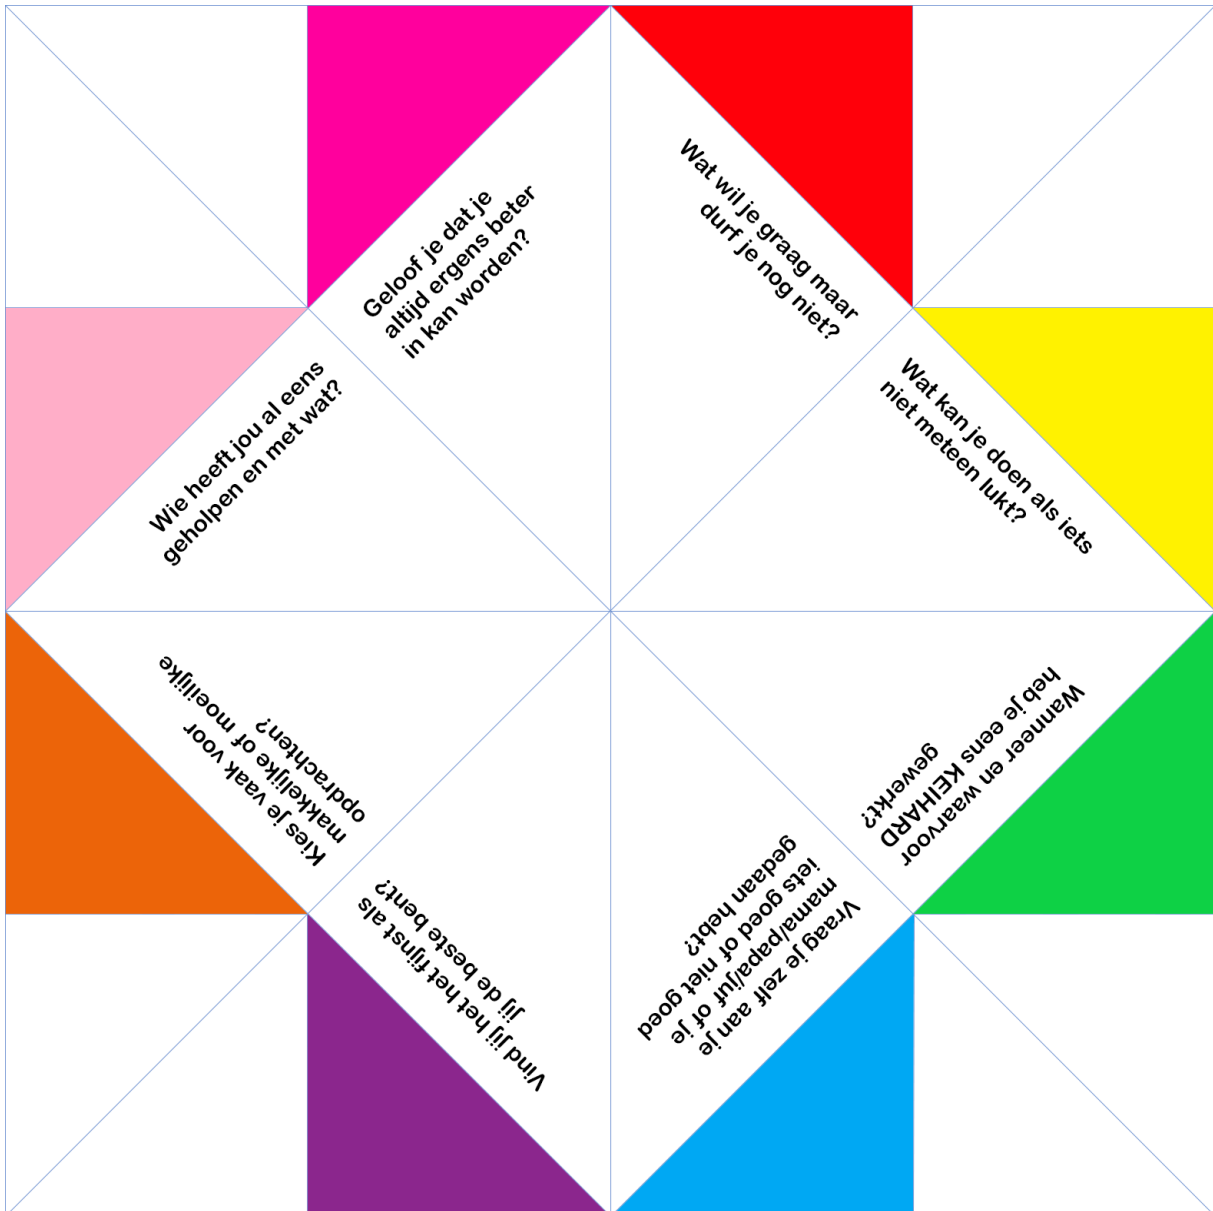 Geloof je dat je
altijd ergens beter
in kan worden?
Wat wil je graag maar
durf je nog niet?
Wie heeft jou al eens
geholpen en met wat?
Wat kan je doen als iets
niet meteen lukt?
Kies je vaak voor
makkelijke of moeilijke
opdrachten?
Wanneer en waarvoor
heb je eens KEIHARD
gewerkt?
Vind jij het het fijnst als
jij de beste bent?
Vraag je zelf aan je
mama/papa/juf of je
iets goed of niet goed
gedaan hebt?